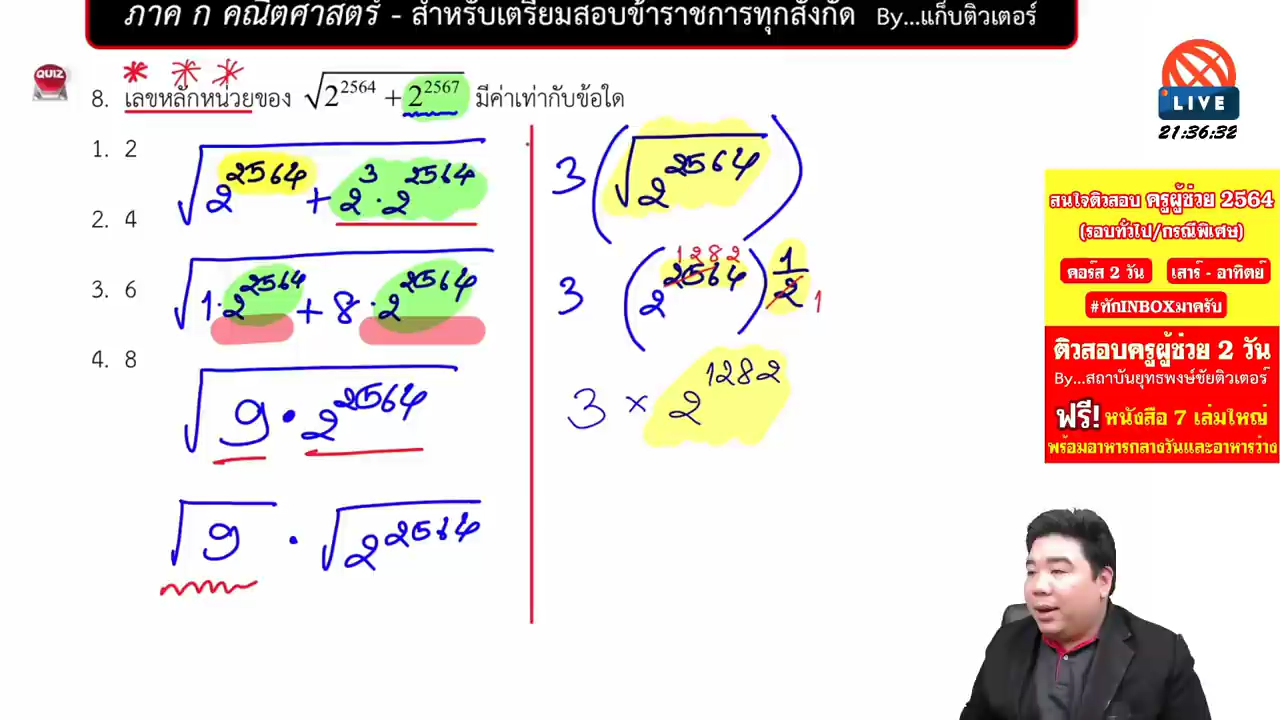 ภาค ก คณิตศาสตร์ - สำหรับเตรียมสอบข้าราชการทุกสังกัด By...แก็บติวเตอร์
QUIZ
* * *
8. เลขหลักหน่วยของ √(2^2564 + 2^2567) มีค่าเท่ากับข้อใด
1. 2
2. 4
3. 6
4. 8
√(2^2564 + 2^3 · 2^2564)
√(1 · 2^2564 + 8 · 2^2564)
√(9 · 2^2564)
√9 · √(2^2564)
3 (√(2^2564))
1282
3 (2^2564)^(1/2) 1
3 × 2^1282
LIVE
21:36:32
สนใจติวสอบ ครูผู้ช่วย 2564
(รอบทั่วไป/กรณีพิเศษ)
คอร์ส 2 วัน เสาร์ - อาทิตย์
#ทักINBOXมาครับ
ติวสอบครูผู้ช่วย 2 วัน
By...สถาบันยุทธพงษ์ชัยติวเตอร์
ฟรี! หนังสือ 7 เล่มใหญ่
พร้อมอาหารกลางวันและอาหารว่าง